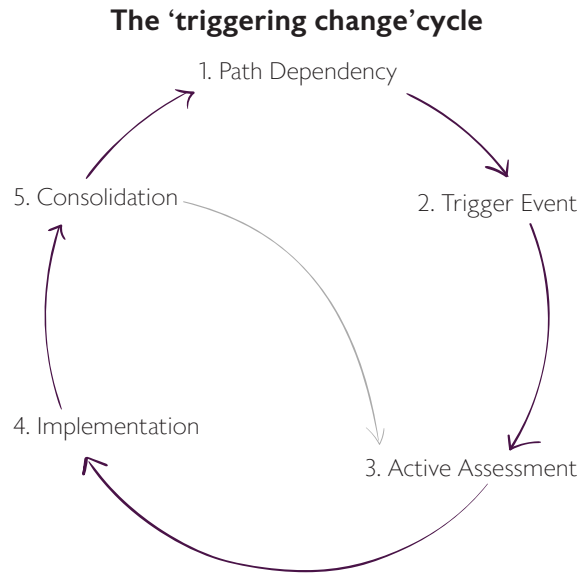 The ‘triggering change’ cycle
1. Path Dependency
2. Trigger Event
3. Active Assessment
4. Implementation
5. Consolidation